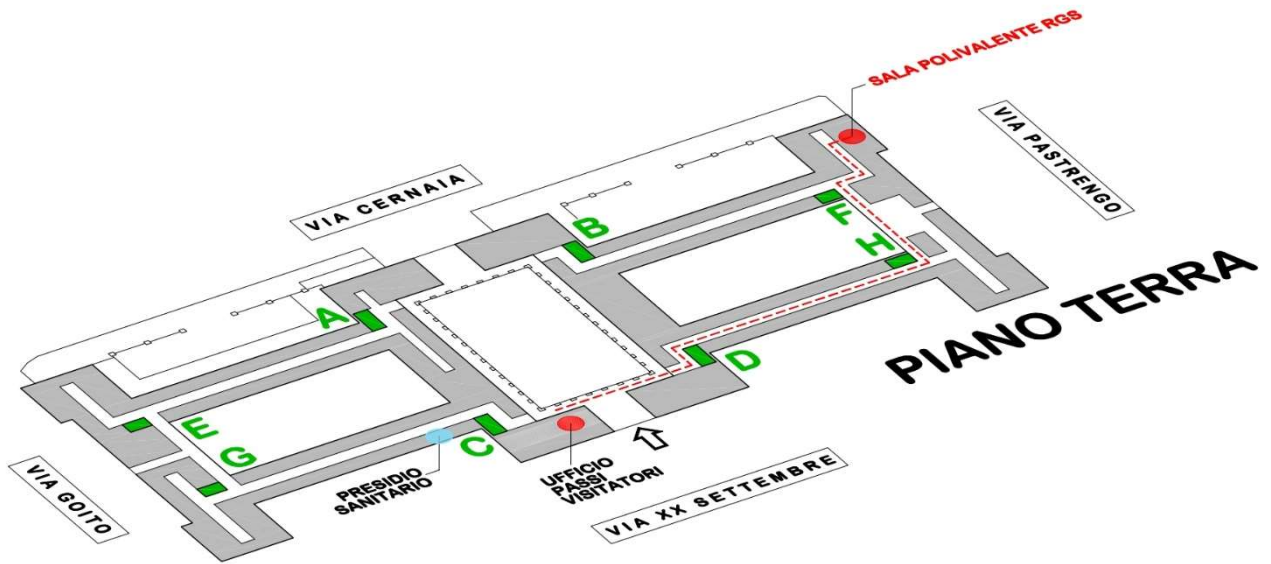 SALA POLIVALENTE RGS
VIA PASTRENGO
VIA CERNAIA
B
F
H
A
PIANO TERRA
D
E
G
C
PRESIDIO
SANITARIO
UFFICIO
PASSI
VISITATORI
VIA XX SETTEMBRE
VIA GOITO